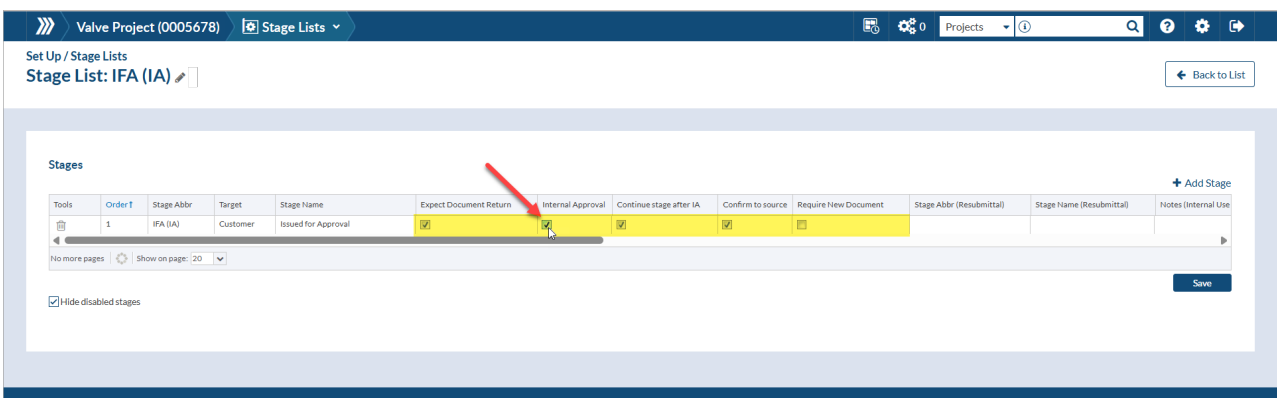 Valve Project (0005678) Stage Lists 0 Projects
Set Up / Stage Lists
Stage List: IFA (IA)
Back to List
Stages
Add Stage
Tools Order Stage Abbr Target Stage Name Expect Document Return Internal Approval Continue stage after IA Confirm to source Require New Document Stage Abbr (Resubmittal) Stage Name (Resubmittal) Notes (Internal Use
1 IFA (IA) Customer Issued for Approval
No more pages Show on page: 20
Save
Hide disabled stages